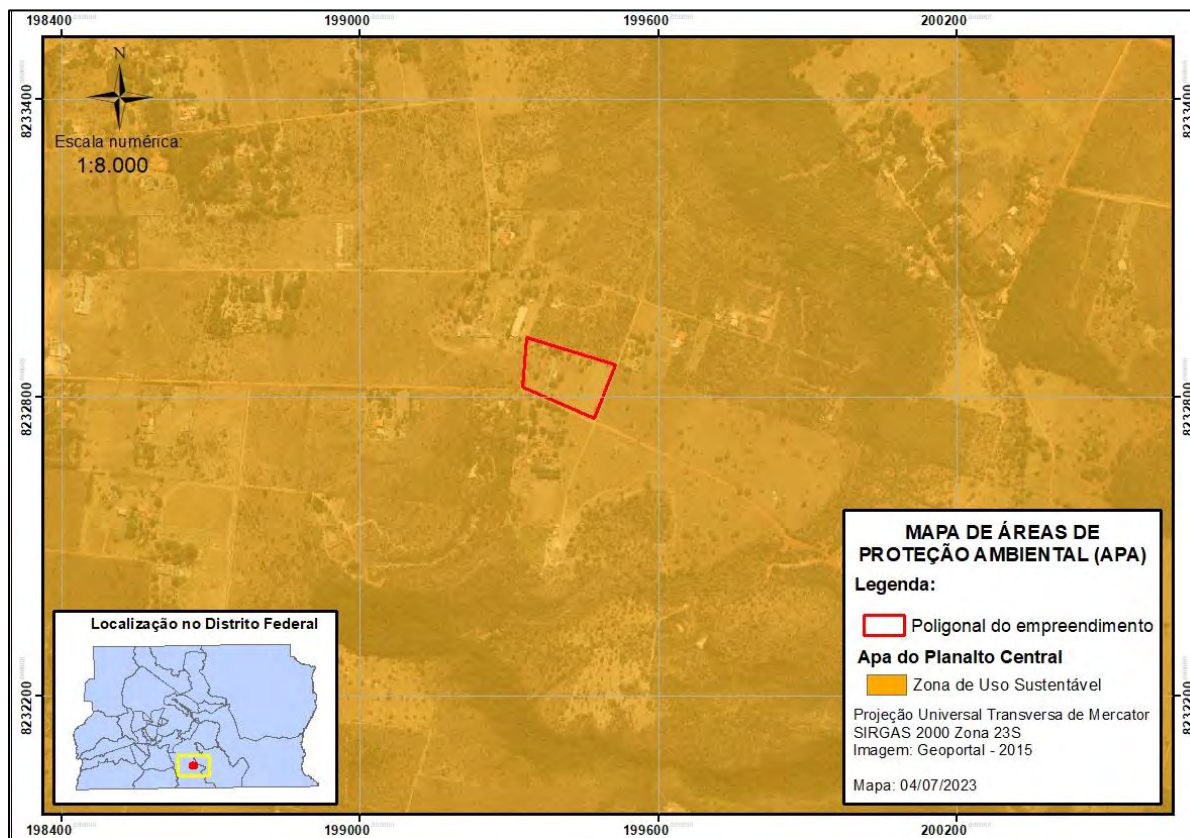 198400
199000
199600
200200
N
Escala numérica:
1:8.000
8233400
8233400
8232800
8232800
8232200
8232200
Localização no Distrito Federal
MAPA DE ÁREAS DE
PROTEÇÃO AMBIENTAL (APA)
Legenda:
Poligonal do empreendimento
Apa do Planalto Central
Zona de Uso Sustentável
Projeção Universal Transversa de Mercator
SIRGAS 2000 Zona 23S
Imagem: Geoportal - 2015
Mapa: 04/07/2023
198400
199000
199600
200200